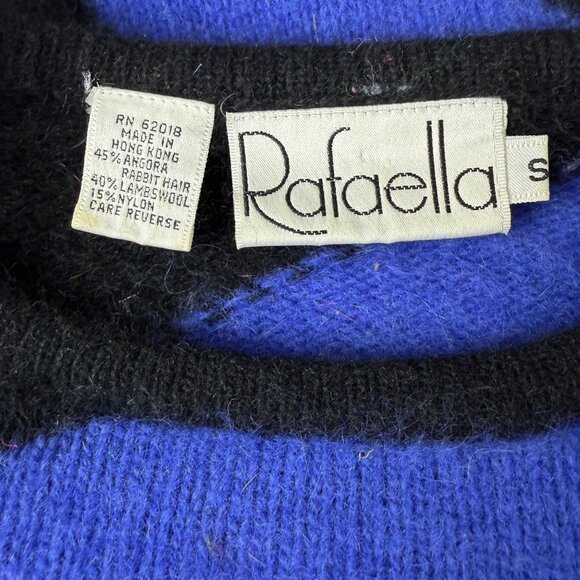 RN 62018
MADE IN
HONG KONG
45% ANGORA
RABBIT HAIR
40% LAMBSWOOL
15% NYLON
CARE REVERSE
Rafaella
S